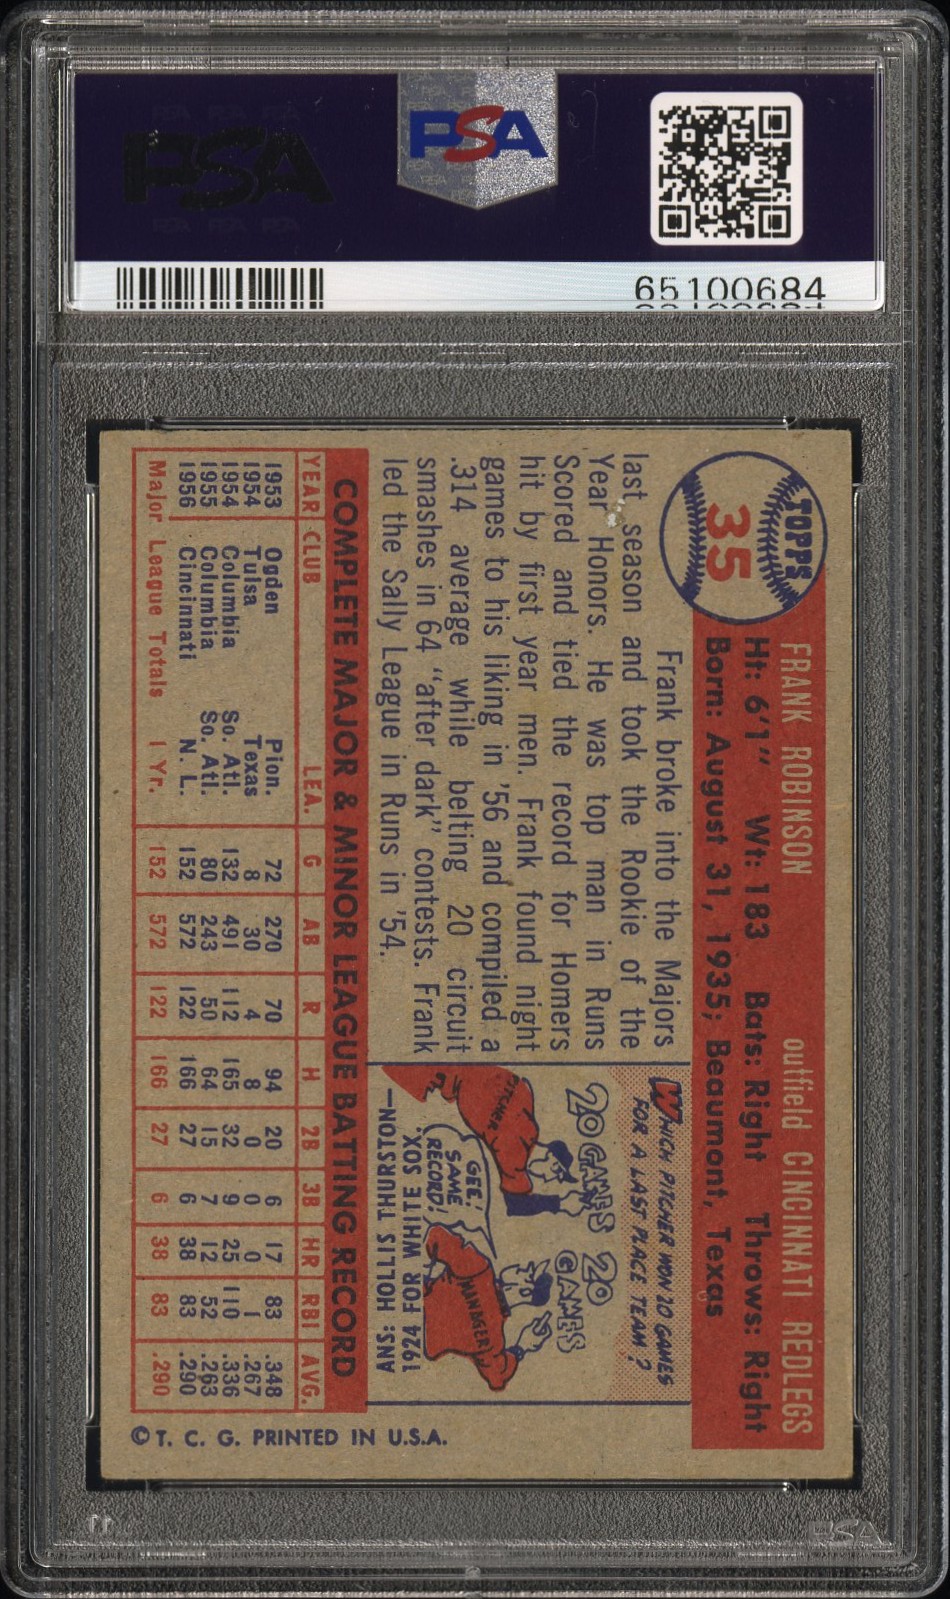 PSA
PSA
65100684
TOPPS
35
FRANK ROBINSON outfield CINCINNATI REDLEGS
Ht: 6'1" Wt: 183 Bats: Right Throws: Right
Born: August 31, 1935; Beaumont, Texas
Frank broke into the Majors
last season and took the Rookie of the
Year Honors. He was top man in Runs
Scored and tied the record for Homers
hit by first year men. Frank found night
games to his liking in '56 and compiled a
.314 average while belting 20 circuit
smashes in 64 "after dark" contests. Frank
led the Sally League in Runs in '54.
WHICH PITCHER WON 20 GAMES
FOR A LAST PLACE TEAM?
20 GAMES
20 GAMES
PITCHER
GEE!
SAME
RECORD!
ANS: HOLLIS THURSTON—
1924 FOR WHITE SOX.
COMPLETE MAJOR & MINOR LEAGUE BATTING RECORD
YEAR CLUB LEA. G AB R H 2B 3B HR RBI AVG.
1953 Ogden Pion. 72 270 70 94 20 6 17 83 .348
1954 Tulsa Texas 8 30 4 8 0 0 0 1 .267
1954 Columbia So. Atl. 132 491 112 165 32 9 25 110 .336
1955 Columbia So. Atl. 80 243 50 64 15 7 12 52 .263
1956 Cincinnati N. L. 152 572 122 166 27 6 38 83 .290
Major League Totals 1 Yr. 152 572 122 166 27 6 38 83 .290
© T. C. G. PRINTED IN U.S.A.
PSA